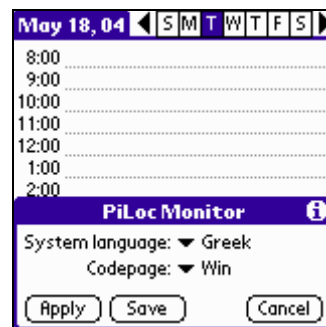 May 18, 04 S M T W T F S
8:00
9:00
10:00
11:00
12:00
1:00
2:00
PiLoc Monitor i
System language: Greek
Codepage: Win
Apply Save Cancel